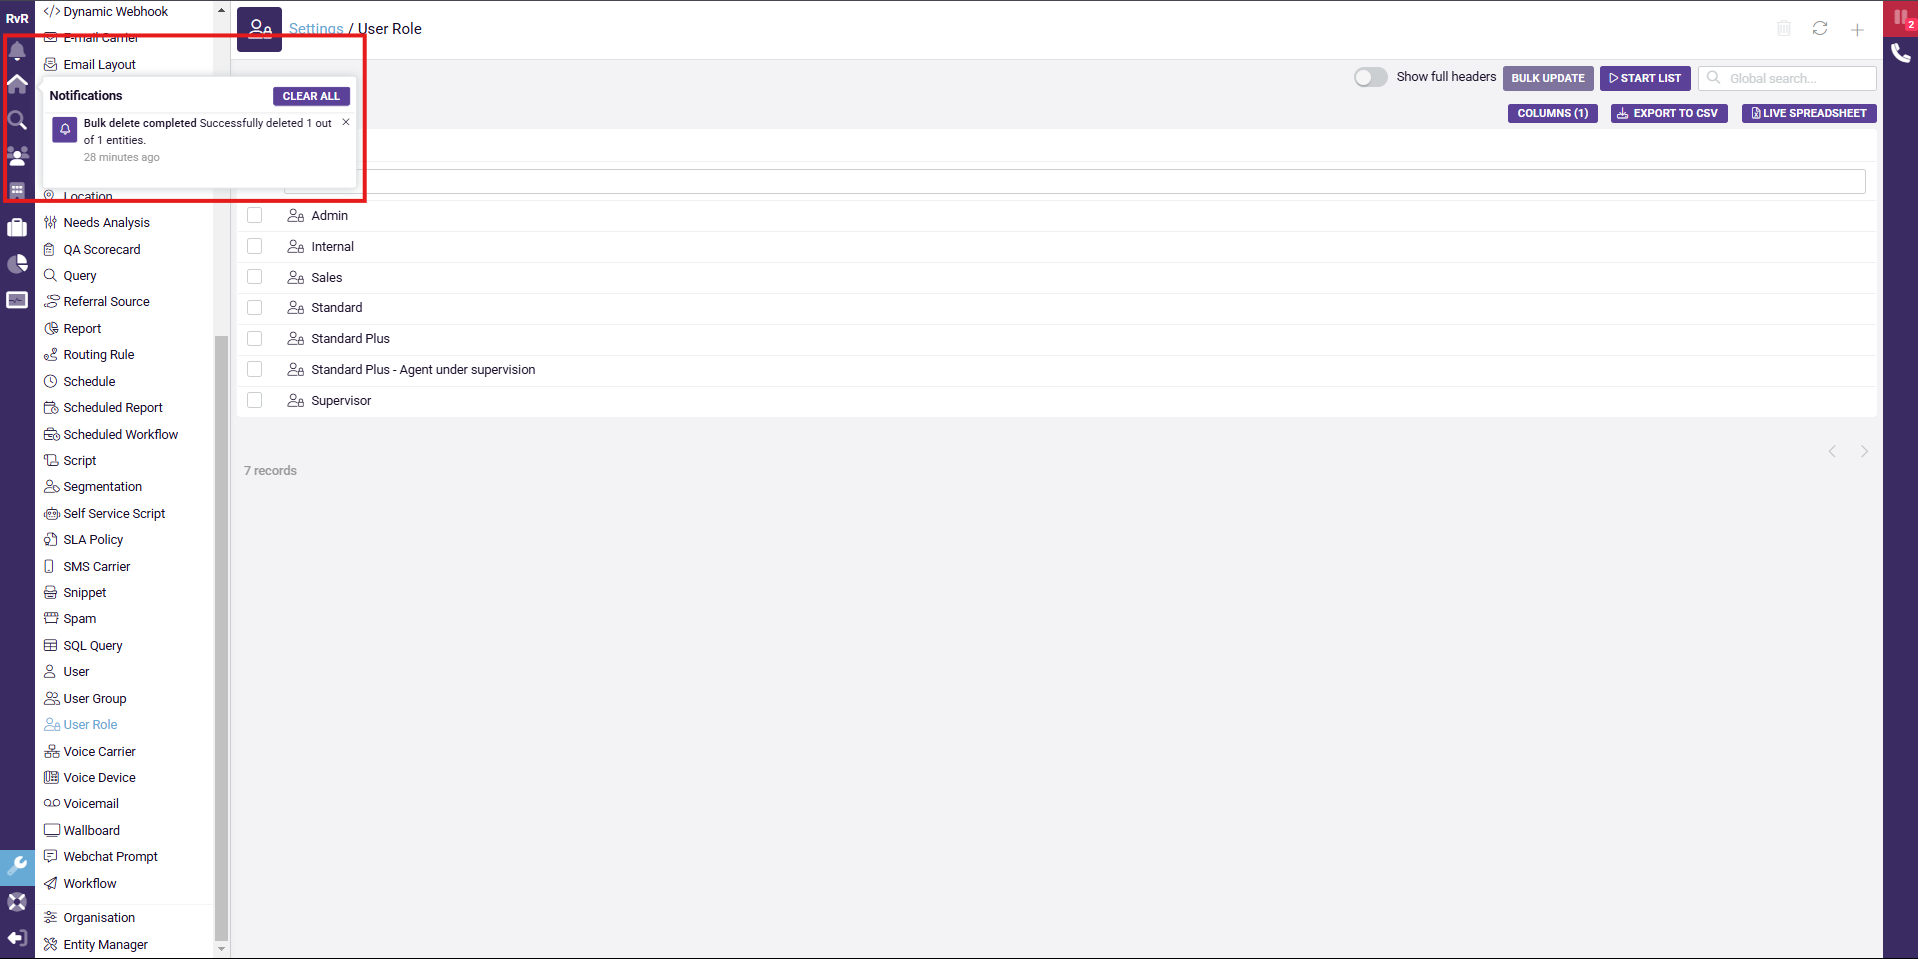 RvR
Dynamic Webhook
E-mail Carrier
Email Layout
Notifications
CLEAR ALL
Bulk delete completed Successfully deleted 1 out
of 1 entities.
28 minutes ago
Location
Needs Analysis
QA Scorecard
Query
Referral Source
Report
Routing Rule
Schedule
Scheduled Report
Scheduled Workflow
Script
Segmentation
Self Service Script
SLA Policy
SMS Carrier
Snippet
Spam
SQL Query
User
User Group
User Role
Voice Carrier
Voice Device
Voicemail
Wallboard
Webchat Prompt
Workflow
Organisation
Entity Manager
Settings / User Role
2
Show full headers
BULK UPDATE
START LIST
Global search...
COLUMNS (1)
EXPORT TO CSV
LIVE SPREADSHEET
Admin
Internal
Sales
Standard
Standard Plus
Standard Plus - Agent under supervision
Supervisor
7 records